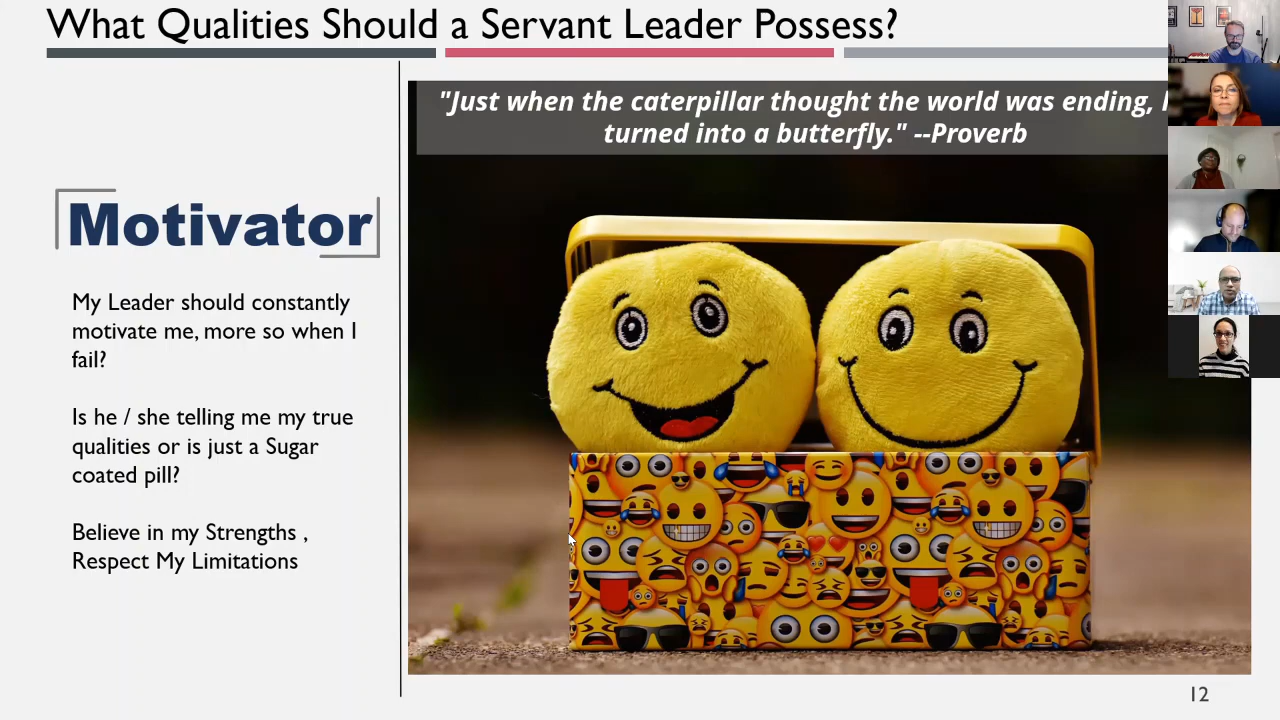 What Qualities Should a Servant Leader Possess?
"Just when the caterpillar thought the world was ending,
turned into a butterfly." --Proverb
Motivator
My Leader should constantly
motivate me, more so when I
fail?
Is he / she telling me my true
qualities or is just a Sugar
coated pill?
Believe in my Strengths ,
Respect My Limitations
12